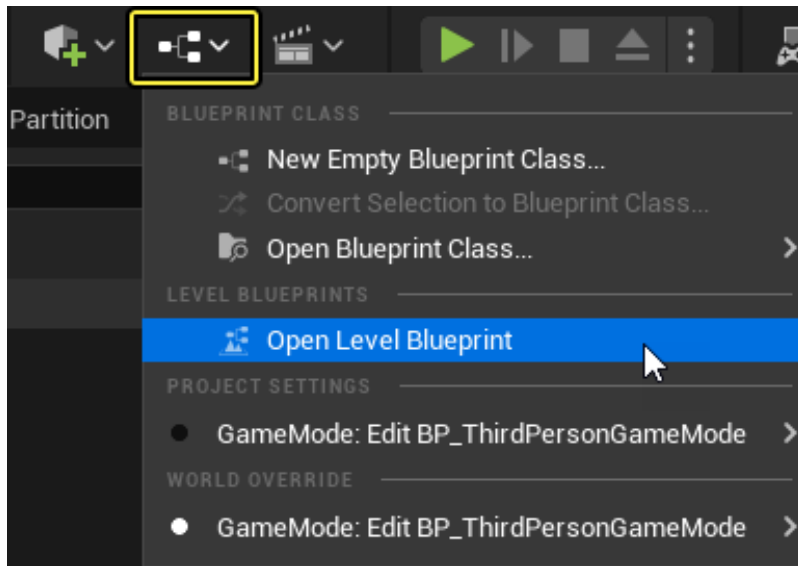 Partition
BLUEPRINT CLASS
New Empty Blueprint Class...
Convert Selection to Blueprint Class...
Open Blueprint Class...
LEVEL BLUEPRINTS
Open Level Blueprint
PROJECT SETTINGS
GameMode: Edit BP_ThirdPersonGameMode
WORLD OVERRIDE
GameMode: Edit BP_ThirdPersonGameMode